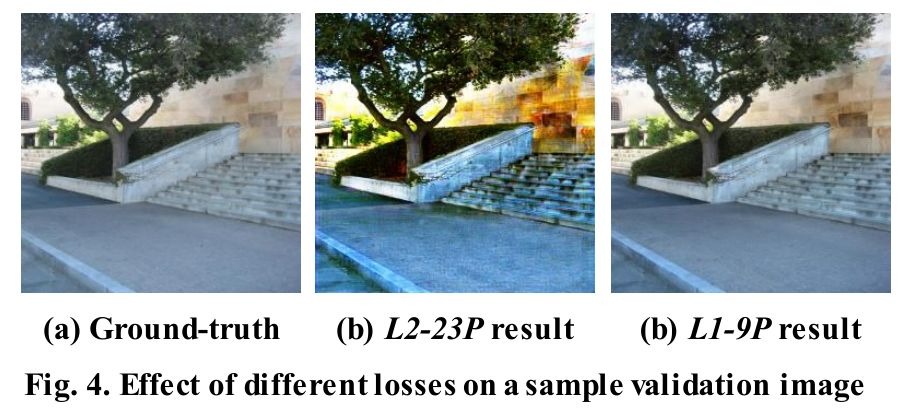 (a) Ground-truth (b) L2-23P result (b) L1-9P result
Fig. 4. Effect of different losses on a sample validation image